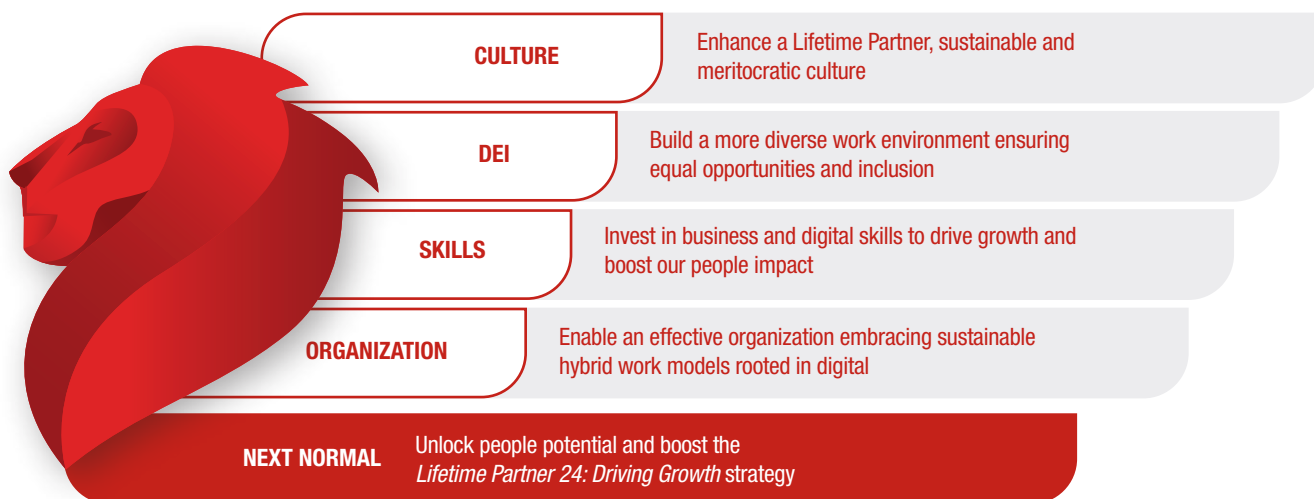 CULTURE
Enhance a Lifetime Partner, sustainable and
meritocratic culture
DEI
Build a more diverse work environment ensuring
equal opportunities and inclusion
SKILLS
Invest in business and digital skills to drive growth and
boost our people impact
ORGANIZATION
Enable an effective organization embracing sustainable
hybrid work models rooted in digital
NEXT NORMAL
Unlock people potential and boost the
Lifetime Partner 24: Driving Growth strategy